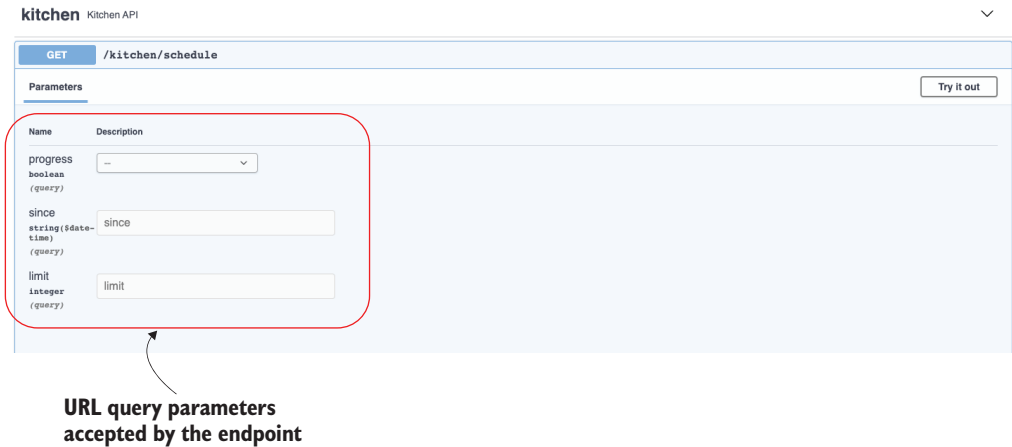 kitchen Kitchen API
GET /kitchen/schedule
Parameters
Try it out
Name Description
progress
boolean
(query)
–
since
string($date-
time)
(query)
since
limit
integer
(query)
limit
URL query parameters
accepted by the endpoint